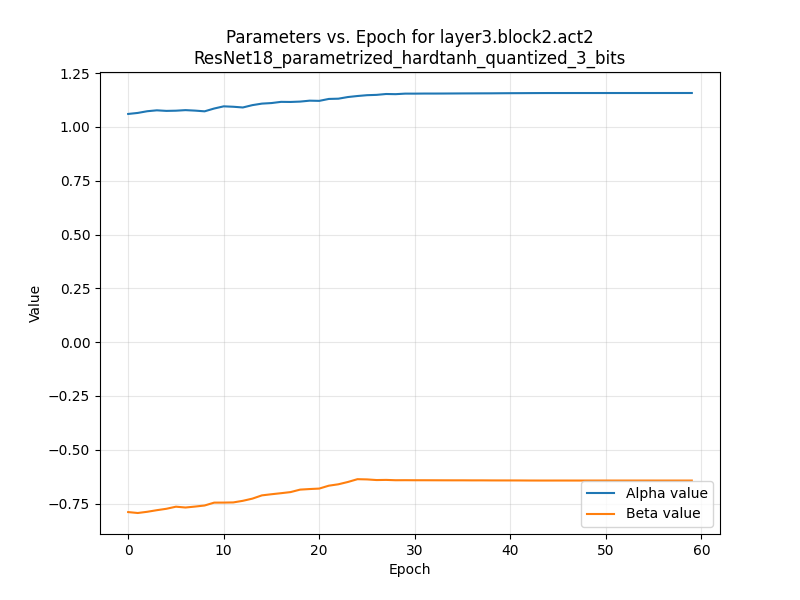 Parameters vs. Epoch for layer3.block2.act2
ResNet18_parametrized_hardtanh_quantized_3_bits
1.25
1.00
0.75
0.50
0.25
0.00
−0.25
−0.50
−0.75
Value
0 10 20 30 40 50 60
Epoch
Alpha value
Beta value